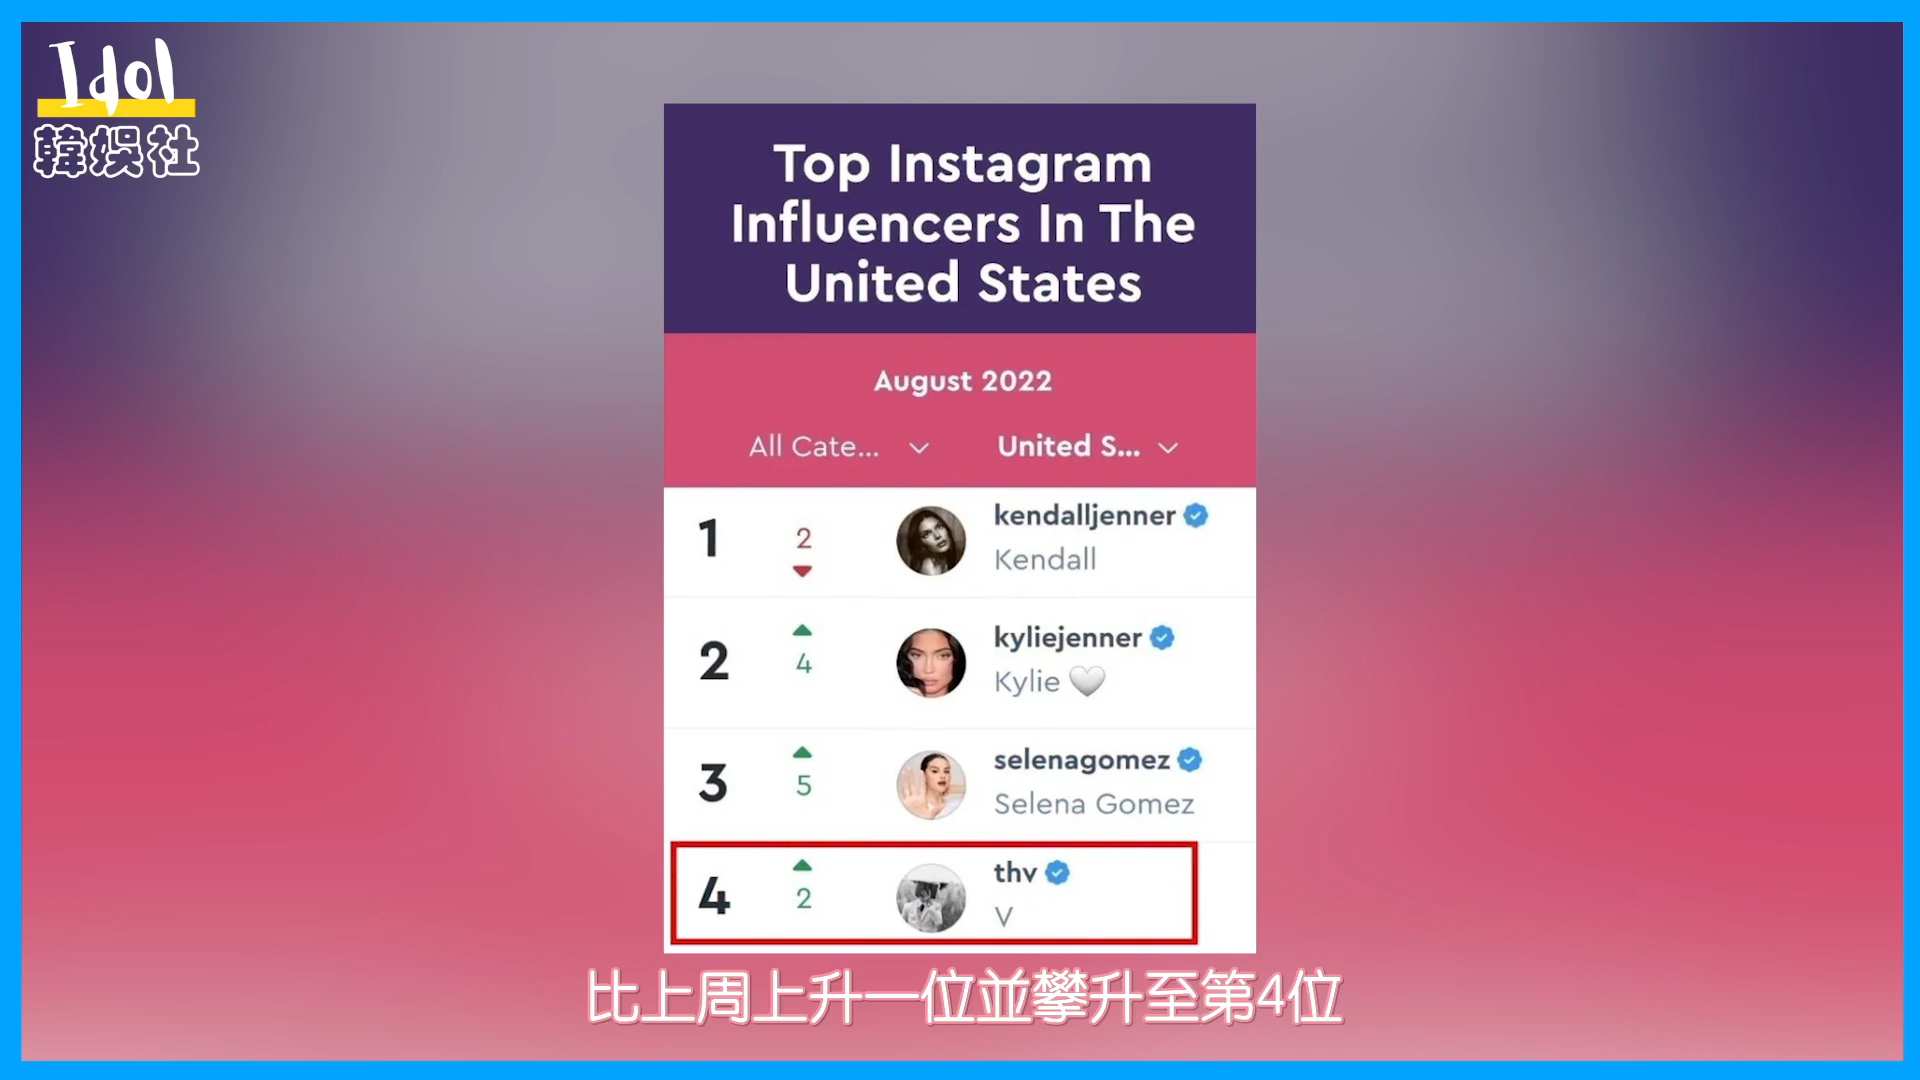 Idol
韓娛社
Top Instagram
Influencers In The
United States
August 2022
All Cate... United S...
1 2 kendalljenner
Kendall
2 4 kyliejenner
Kylie 🤍
3 5 selenagomez
Selena Gomez
4 2 thv
V
比上周上升一位並攀升至第4位